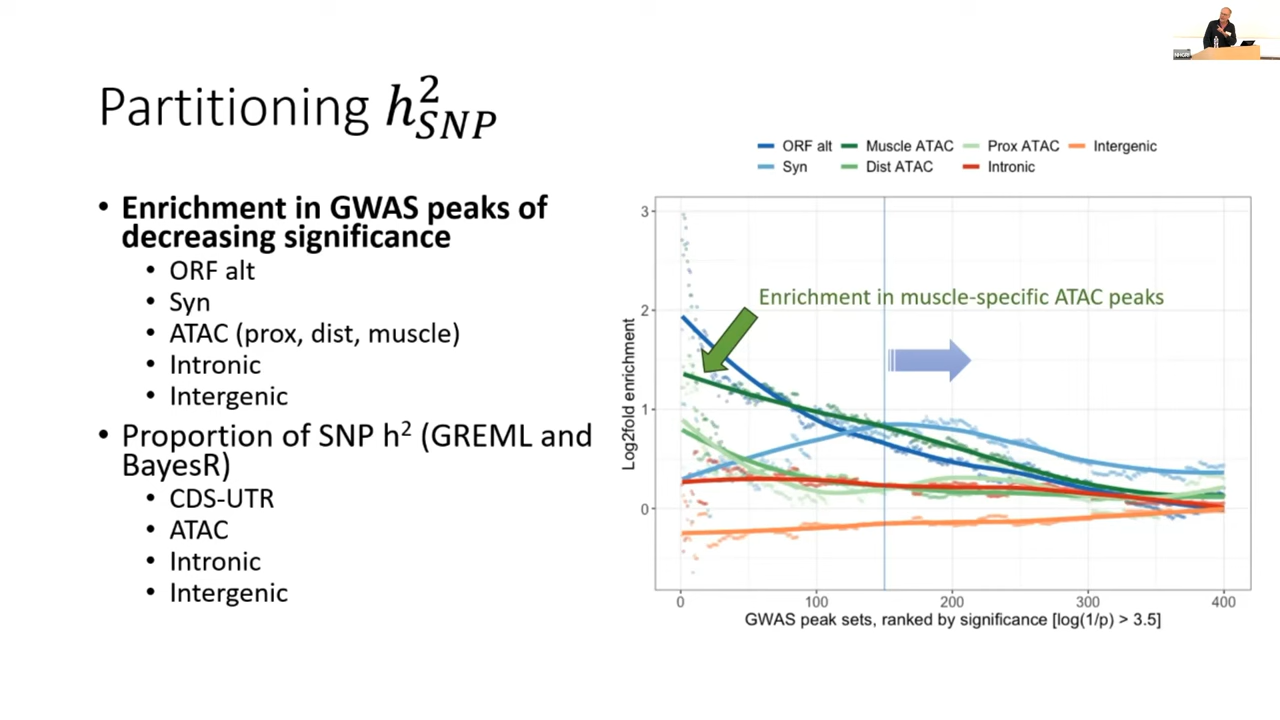 NHGRI
Partitioning h²SNP
• Enrichment in GWAS peaks of
decreasing significance
• ORF alt
• Syn
• ATAC (prox, dist, muscle)
• Intronic
• Intergenic
• Proportion of SNP h² (GREML and
BayesR)
• CDS-UTR
• ATAC
• Intronic
• Intergenic
ORF alt Muscle ATAC Prox ATAC Intergenic
Syn Dist ATAC Intronic
Enrichment in muscle-specific ATAC peaks
Log2fold enrichment
3
2
1
0
0 100 200 300 400
GWAS peak sets, ranked by significance [log(1/p) > 3.5]